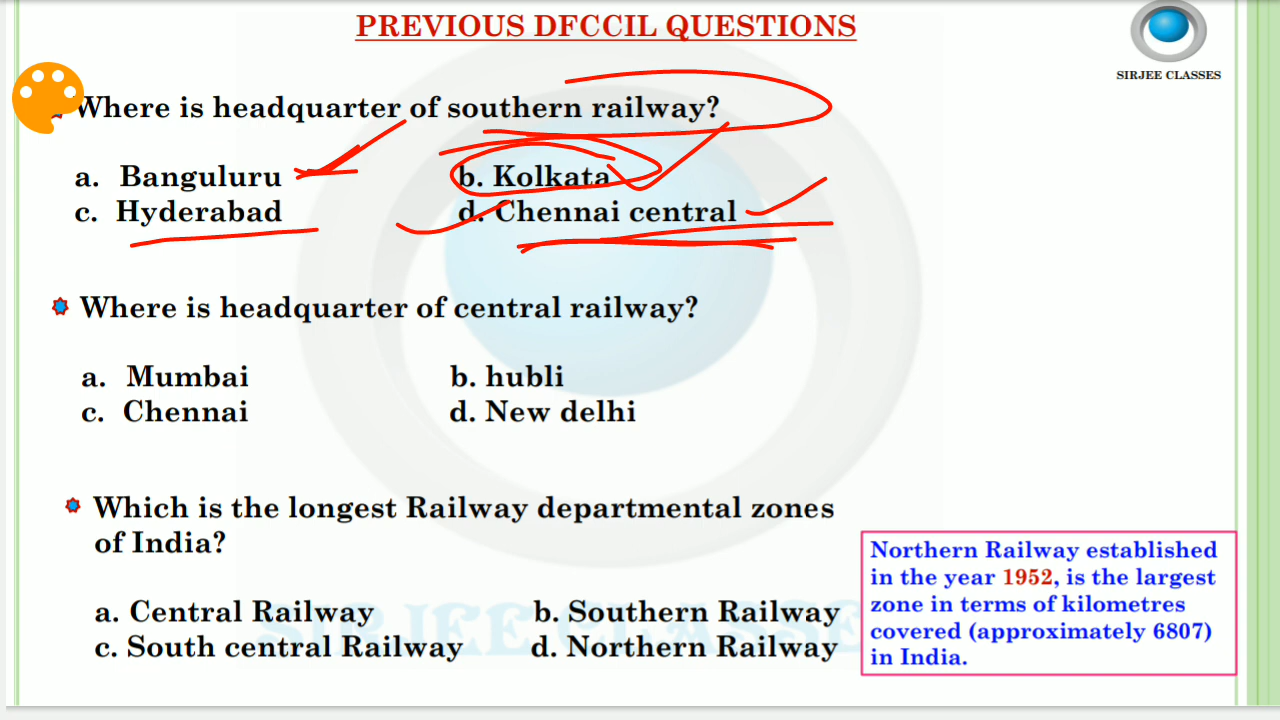 PREVIOUS DFCCIL QUESTIONS
SIRJEE CLASSES
Where is headquarter of southern railway?
a. Banguluru b. Kolkata
c. Hyderabad d. Chennai central
Where is headquarter of central railway?
a. Mumbai b. hubli
c. Chennai d. New delhi
Which is the longest Railway departmental zones
of India?
a. Central Railway b. Southern Railway
c. South central Railway d. Northern Railway
Northern Railway established
in the year 1952, is the largest
zone in terms of kilometres
covered (approximately 6807)
in India.
SIRJEE CLASSES